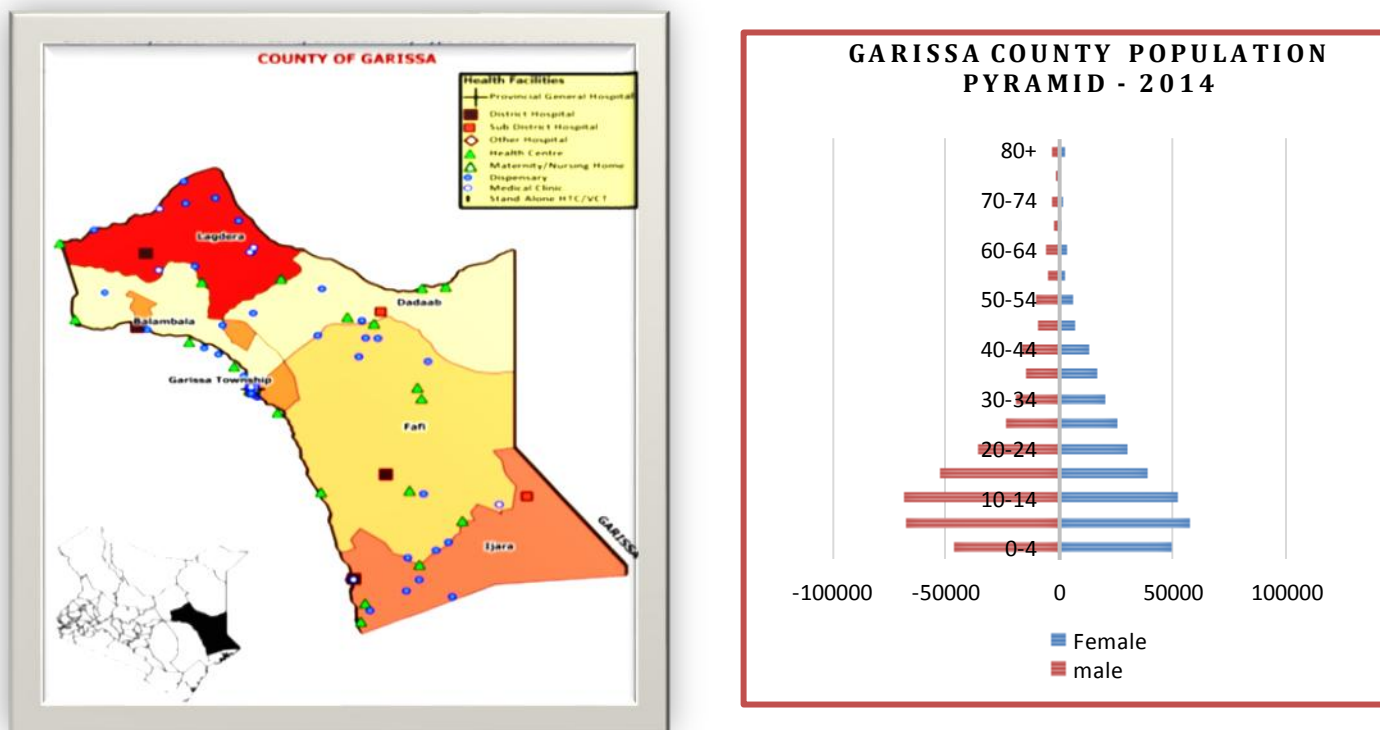 COUNTY OF GARISSA
Health Facilities
Provincial General Hospital
District Hospital
Sub District Hospital
Other Hospital
Health Centre
Maternity/Nursing Home
Dispensary
Medical Clinic
Stand Alone HTC/VCT
Lagdera
Dadaab
Balambala
Garissa Township
Fafi
Ijara
GARISSA
GARISSA COUNTY POPULATION
PYRAMID - 2014
80+
70-74
60-64
50-54
40-44
30-34
20-24
10-14
0-4
-100000 -50000 0 50000 100000
Female
male